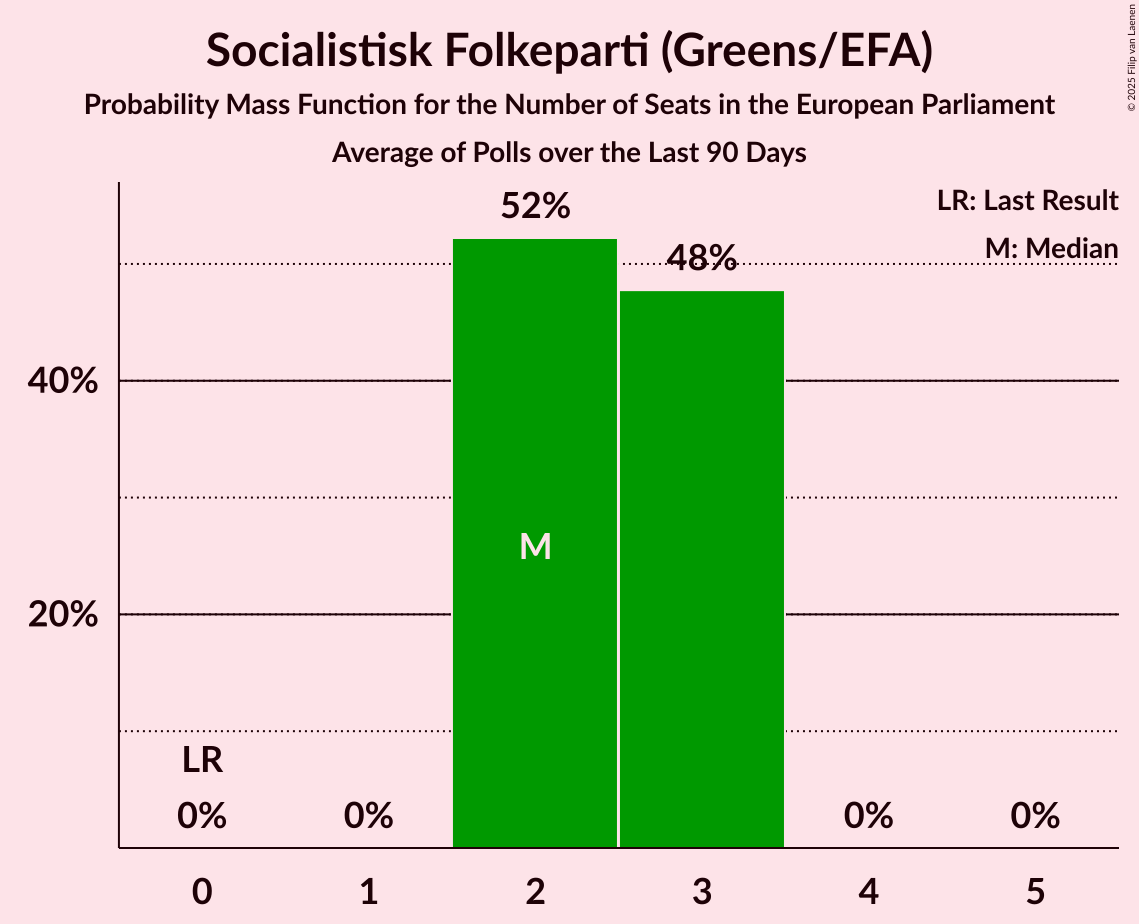 Socialistisk Folkeparti (Greens/EFA)
Probability Mass Function for the Number of Seats in the European Parliament
Average of Polls over the Last 90 Days
© 2025 Filip van Laenen
LR: Last Result
M: Median
52%
48%
40%
M
20%
LR
0% 0% 0% 0%
0 1 2 3 4 5